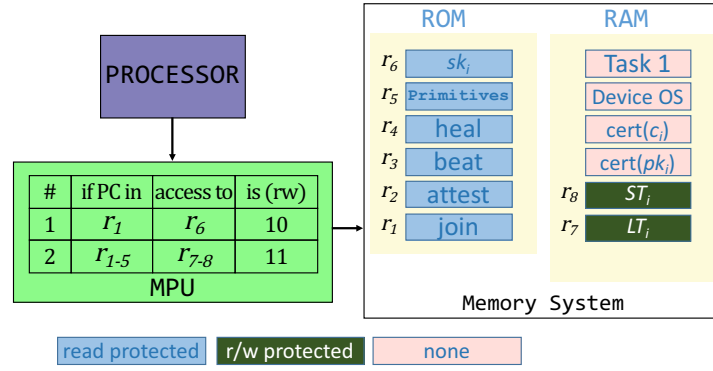 PROCESSOR
# if PC in access to is (rw)
1 r1 r6 10
2 r1-5 r7-8 11
MPU
ROM
r6 ski
r5 Primitives
r4 heal
r3 beat
r2 attest
r1 join
RAM
Task 1
Device OS
cert(ci)
cert(pki)
r8 STi
r7 LTi
Memory System
read protected r/w protected none